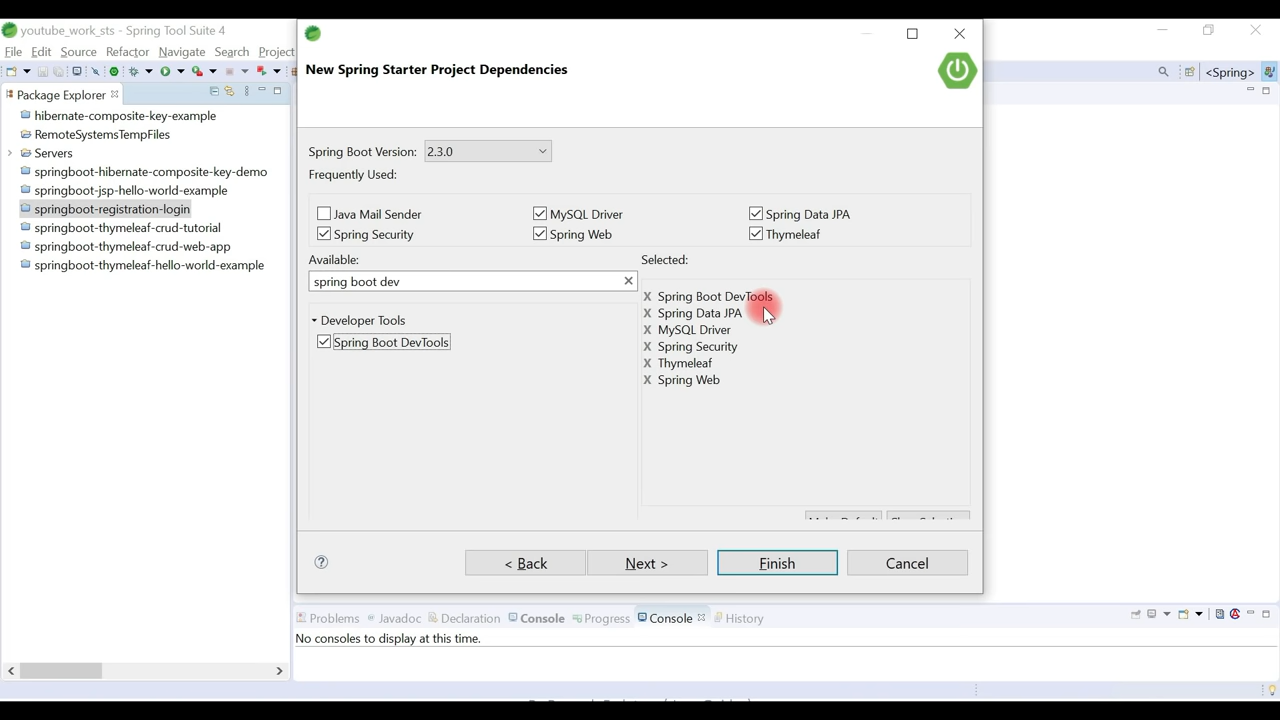 youtube_work_sts - Spring Tool Suite 4
File Edit Source Refactor Navigate Search Project
<Spring>
Package Explorer
hibernate-composite-key-example
RemoteSystemsTempFiles
Servers
springboot-hibernate-composite-key-demo
springboot-jsp-hello-world-example
springboot-registration-login
springboot-thymeleaf-crud-tutorial
springboot-thymeleaf-crud-web-app
springboot-thymeleaf-hello-world-example
New Spring Starter Project Dependencies
Spring Boot Version: 2.3.0
Frequently Used:
Java Mail Sender MySQL Driver Spring Data JPA
Spring Security Spring Web Thymeleaf
Available: Selected:
spring boot dev
Developer Tools
Spring Boot DevTools
X Spring Boot DevTools
X Spring Data JPA
X MySQL Driver
X Spring Security
X Thymeleaf
X Spring Web
< Back Next > Finish Cancel
Problems Javadoc Declaration Console Progress Console History
No consoles to display at this time.